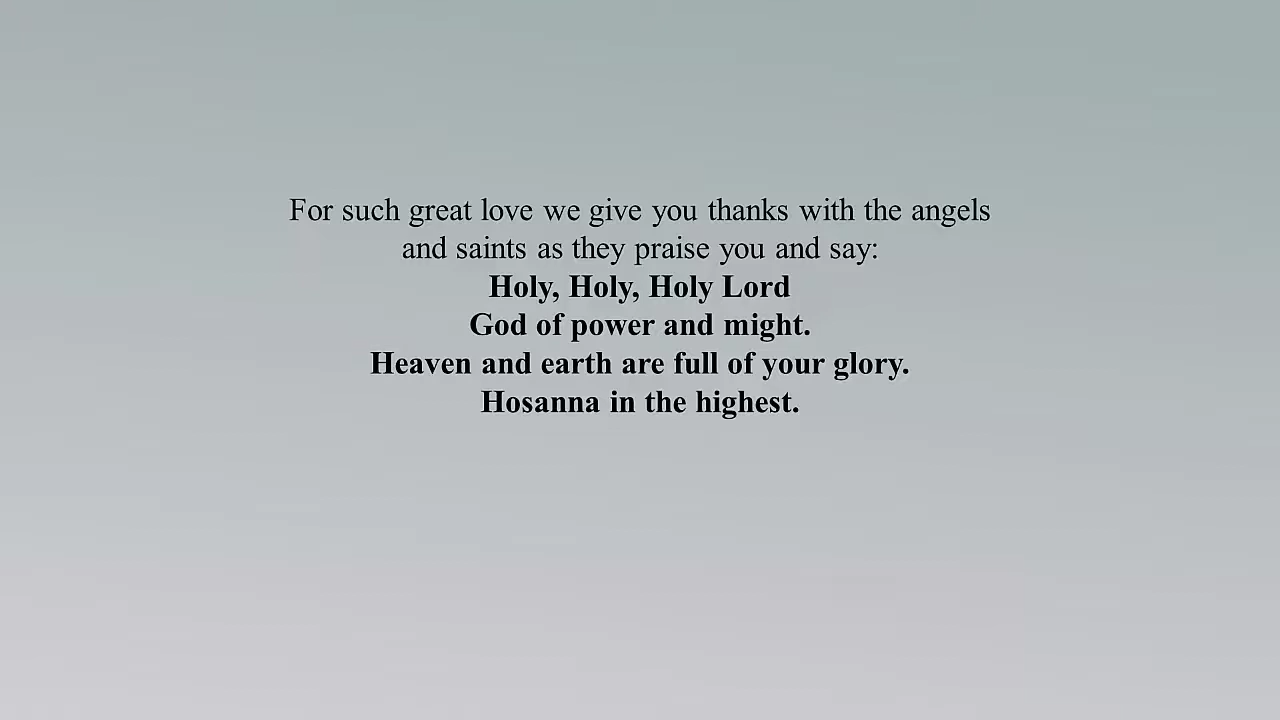 For such great love we give you thanks with the angels
and saints as they praise you and say:
Holy, Holy, Holy Lord
God of power and might.
Heaven and earth are full of your glory.
Hosanna in the highest.